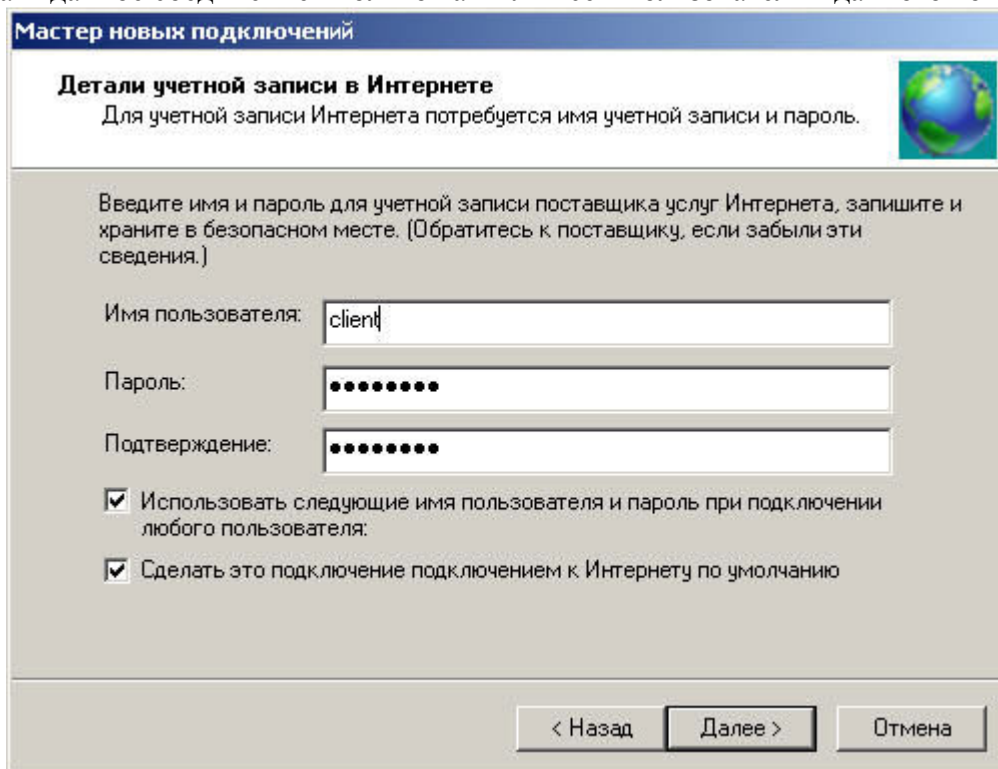 Мастер новых подключений
Детали учетной записи в Интернете
Для учетной записи Интернета потребуется имя учетной записи и пароль.
Введите имя и пароль для учетной записи поставщика услуг Интернета, запишите и
храните в безопасном месте. (Обратитесь к поставщику, если забыли эти
сведения.)
Имя пользователя:
client
Пароль:
••••••••
Подтверждение:
••••••••
Использовать следующие имя пользователя и пароль при подключении
любого пользователя:
Сделать это подключение подключением к Интернету по умолчанию
< Назад
Далее >
Отмена